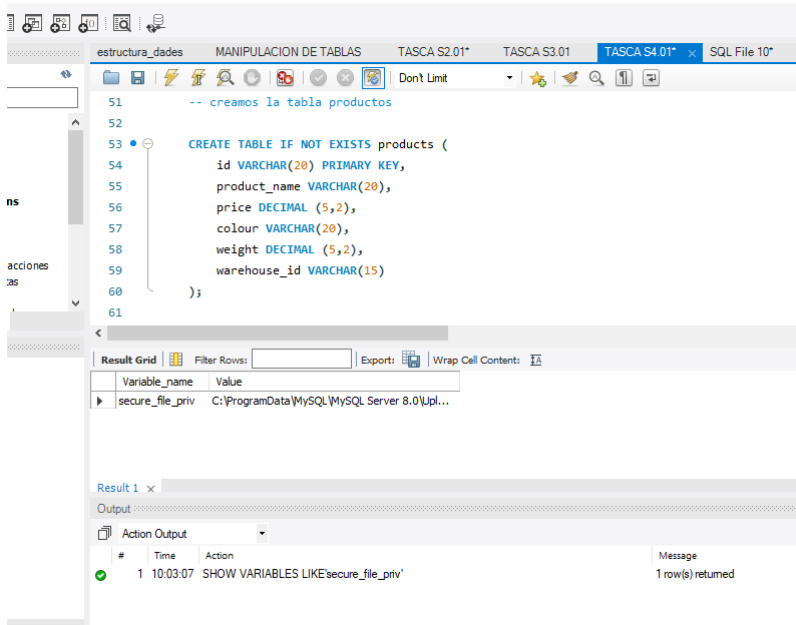 estructura_dades MANIPULACION DE TABLAS TASCA S2.01* TASCA S3.01 TASCA S4.01* × SQL File 10*
Don't Limit
51 -- creamos la tabla productos
52
53 CREATE TABLE IF NOT EXISTS products (
54 id VARCHAR(20) PRIMARY KEY,
55 product_name VARCHAR(20),
56 price DECIMAL (5,2),
57 colour VARCHAR(20),
58 weight DECIMAL (5,2),
59 warehouse_id VARCHAR(15)
60 );
61
ns
acciones
tas
Result Grid Filter Rows: Export: Wrap Cell Content:
Variable_name Value
secure_file_priv C:\ProgramData\MySQL\MySQL Server 8.0\Upl...
Result 1 ×
Output
Action Output
# Time Action Message
1 10:03:07 SHOW VARIABLES LIKE'secure_file_priv' 1 row(s) returned